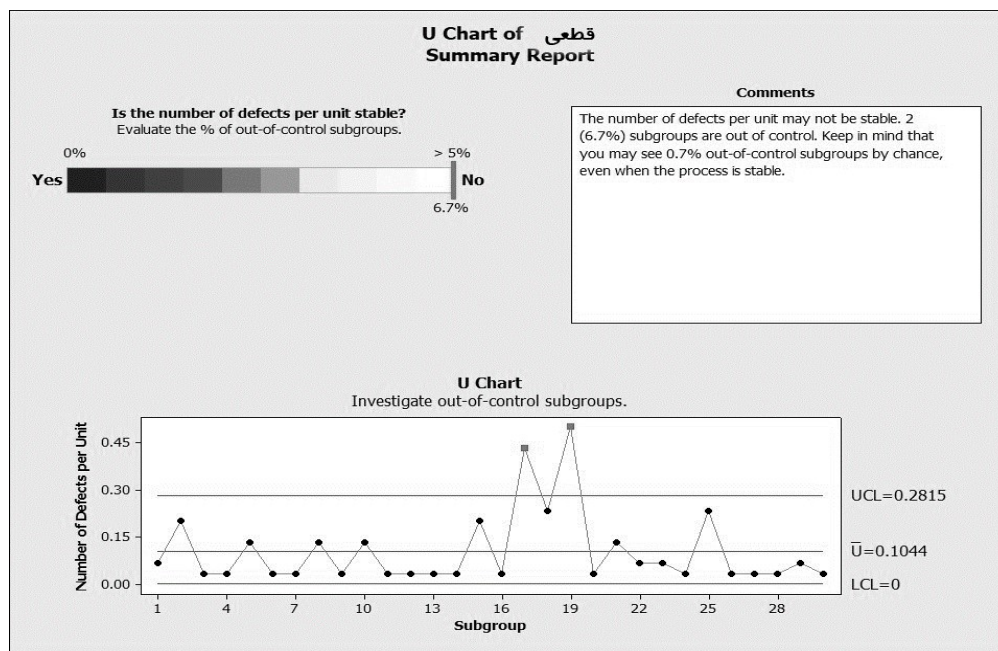 U Chart of قطعی
Summary Report
Is the number of defects per unit stable?
Evaluate the % of out-of-control subgroups.
0% > 5%
Yes No
6.7%
Comments
The number of defects per unit may not be stable. 2
(6.7%) subgroups are out of control. Keep in mind that
you may see 0.7% out-of-control subgroups by chance,
even when the process is stable.
U Chart
Investigate out-of-control subgroups.
Number of Defects per Unit
0.45
0.30
0.15
0.00
UCL=0.2815
U̅=0.1044
LCL=0
1 4 7 10 13 16 19 22 25 28
Subgroup